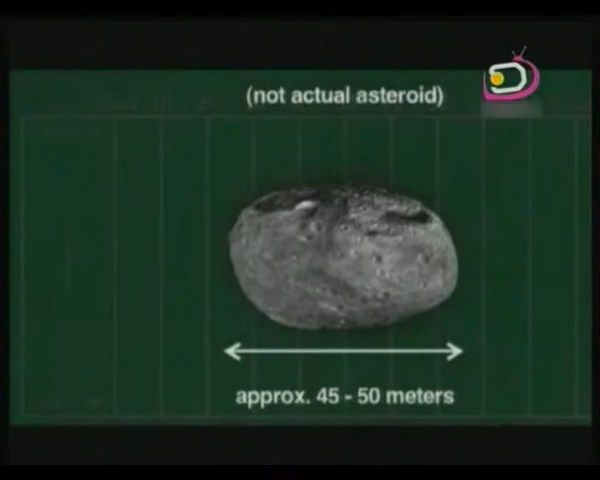 (not actual asteroid)
approx. 45 - 50 meters